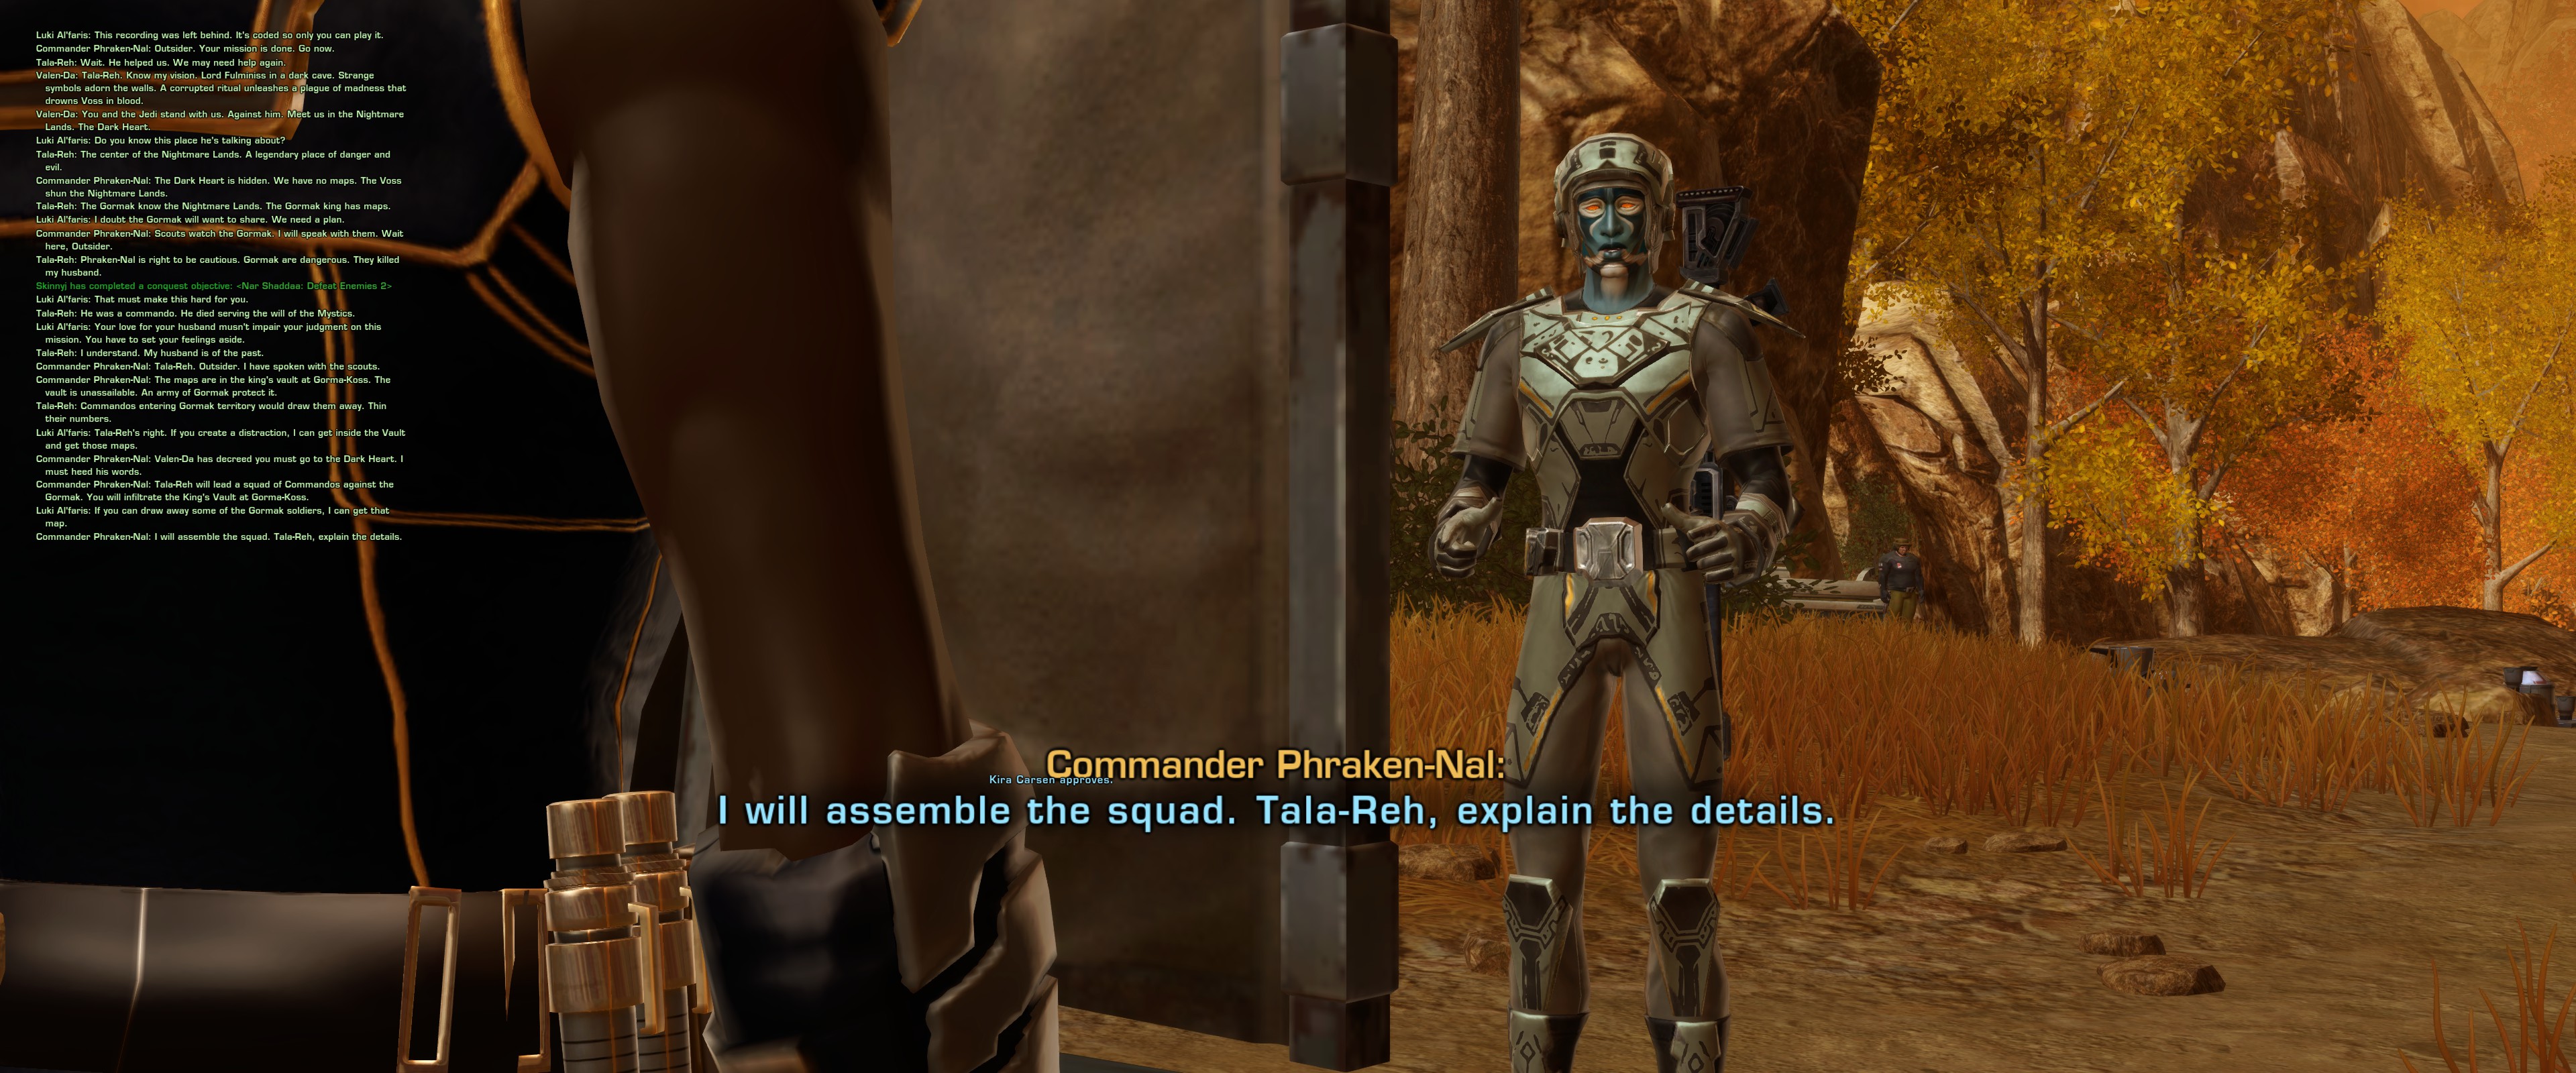 Luki Al'faris: This recording was left behind. It's coded so only you can play it.
Commander Phraken-Nal: Outsider. Your mission is done. Go now.
Tala-Reh: Wait. He helped us. We may need help again.
Valen-Da: Tala-Reh. Know my vision. Lord Fulminiss in a dark cave. Strange
symbols adorn the walls. A corrupted ritual unleashes a plague of madness that
drowns Voss in blood.
Valen-Da: You and the Jedi stand with us. Against him. Meet us in the Nightmare
Lands. The Dark Heart.
Luki Al'faris: Do you know this place he's talking about?
Tala-Reh: The center of the Nightmare Lands. A legendary place of danger and
evil.
Commander Phraken-Nal: The Dark Heart is hidden. We have no maps. The Voss
shun the Nightmare Lands.
Tala-Reh: The Gormak know the Nightmare Lands. The Gormak king has maps.
Luki Al'faris: I doubt the Gormak will want to share. We need a plan.
Commander Phraken-Nal: Scouts watch the Gormak. I will speak with them. Wait
here, Outsider.
Tala-Reh: Phraken-Nal is right to be cautious. Gormak are dangerous. They killed
my husband.
Skinnyj has completed a conquest objective: <Nar Shaddaa: Defeat Enemies 2>
Luki Al'faris: That must make this hard for you.
Tala-Reh: He was a commando. He died serving the will of the Mystics.
Luki Al'faris: Your love for your husband musn't impair your judgment on this
mission. You have to set your feelings aside.
Tala-Reh: I understand. My husband is of the past.
Commander Phraken-Nal: Tala-Reh. Outsider. I have spoken with the scouts.
Commander Phraken-Nal: The maps are in the king's vault at Gorma-Koss. The
vault is unassailable. An army of Gormak protect it.
Tala-Reh: Commandos entering Gormak territory would draw them away. Thin
their numbers.
Luki Al'faris: Tala-Reh's right. If you create a distraction, I can get inside the Vault
and get those maps.
Commander Phraken-Nal: Valen-Da has decreed you must go to the Dark Heart. I
must heed his words.
Commander Phraken-Nal: Tala-Reh will lead a squad of Commandos against the
Gormak. You will infiltrate the King's Vault at Gorma-Koss.
Luki Al'faris: If you can draw away some of the Gormak soldiers, I can get that
map.
Commander Phraken-Nal: I will assemble the squad. Tala-Reh, explain the details.
Commander Phraken-Nal:
Kira Carsen approves.
I will assemble the squad. Tala-Reh, explain the details.